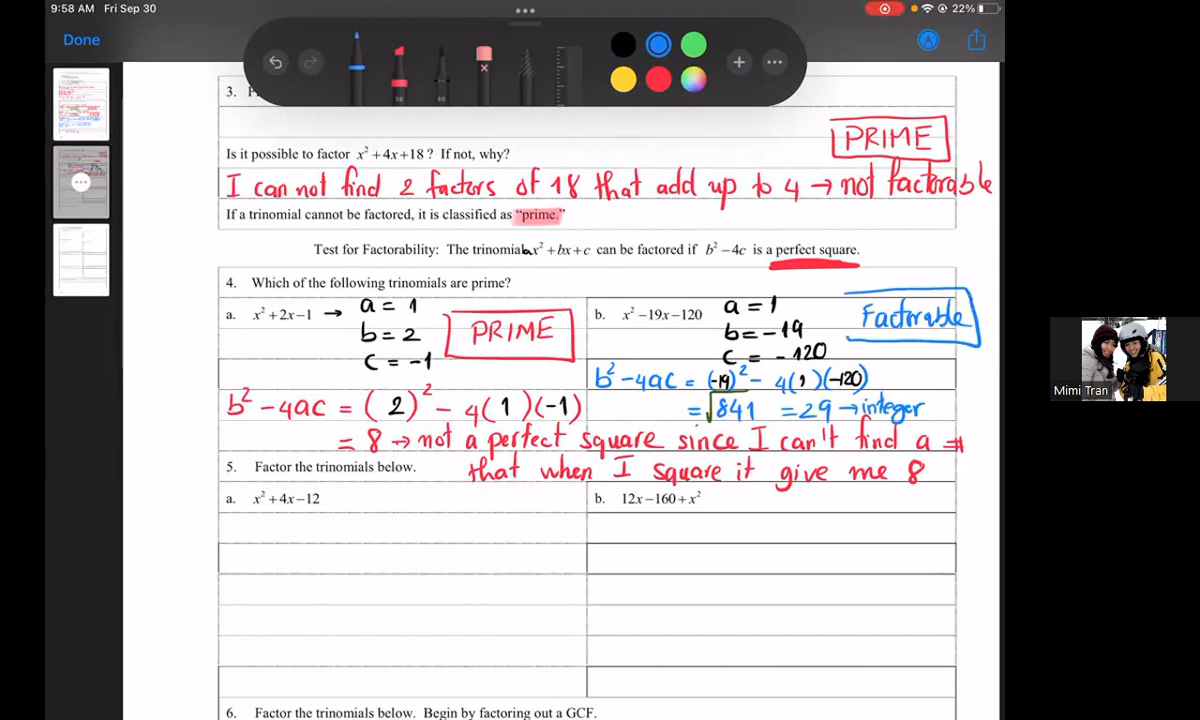 9:58 AM Fri Sep 30
22%
Done
3.
PRIME
Is it possible to factor x² + 4x + 18 ? If not, why?
I can not find 2 factors of 18 that add up to 4 → not factorable
If a trinomial cannot be factored, it is classified as "prime."
Test for Factorability: The trinomial ax² + bx + c can be factored if b² − 4c is a perfect square.
4. Which of the following trinomials are prime?
a. x² + 2x − 1 → a = 1
b = 2
c = -1
PRIME
b² - 4ac = (2)² - 4(1)(-1)
= 8 → not a perfect square since I can't find a #
that when I square it give me 8
b. x² − 19x − 120
a = 1
b = -19
c = -120
Factorable
b² - 4ac = (-19)² - 4(1)(-120)
= √841 = 29 → integer
5. Factor the trinomials below.
a. x² + 4x − 12
b. 12x − 160 + x²
6. Factor the trinomials below. Begin by factoring out a GCF.
Mimi Tran